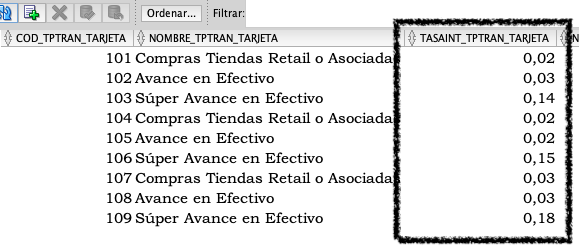 Ordenar... Filtrar:
COD_TPTRAN_TARJETA NOMBRE_TPTRAN_TARJETA TASAINT_TPTRAN_TARJETA
101 Compras Tiendas Retail o Asociada 0,02
102 Avance en Efectivo 0,03
103 Súper Avance en Efectivo 0,14
104 Compras Tiendas Retail o Asociada 0,02
105 Avance en Efectivo 0,02
106 Súper Avance en Efectivo 0,15
107 Compras Tiendas Retail o Asociada 0,03
108 Avance en Efectivo 0,03
109 Súper Avance en Efectivo 0,18